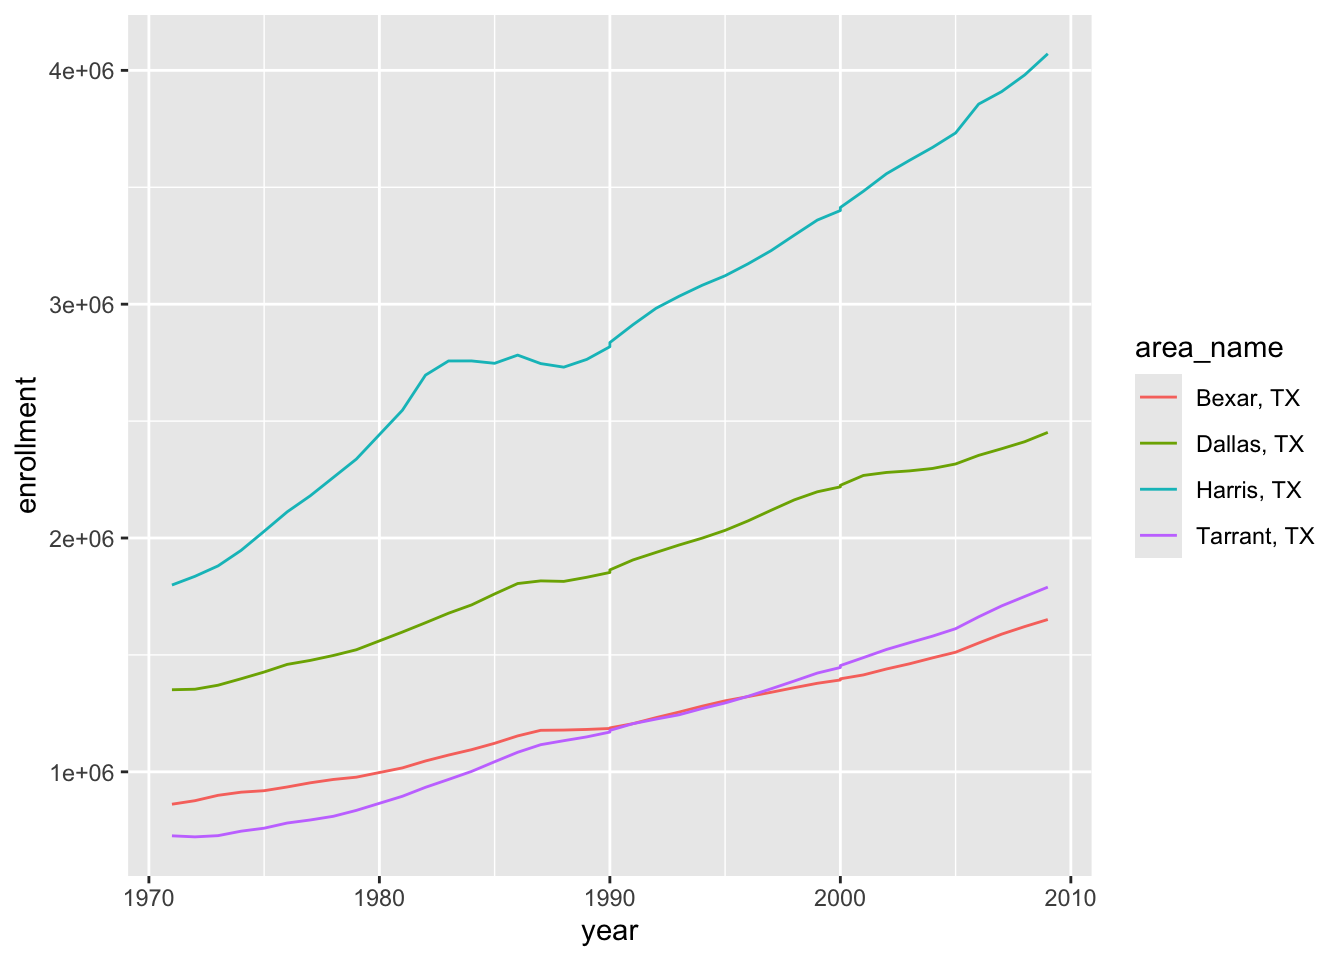 enrollment
4e+06
3e+06
2e+06
1e+06
1970 1980 1990 2000 2010
year
area_name
Bexar, TX
Dallas, TX
Harris, TX
Tarrant, TX